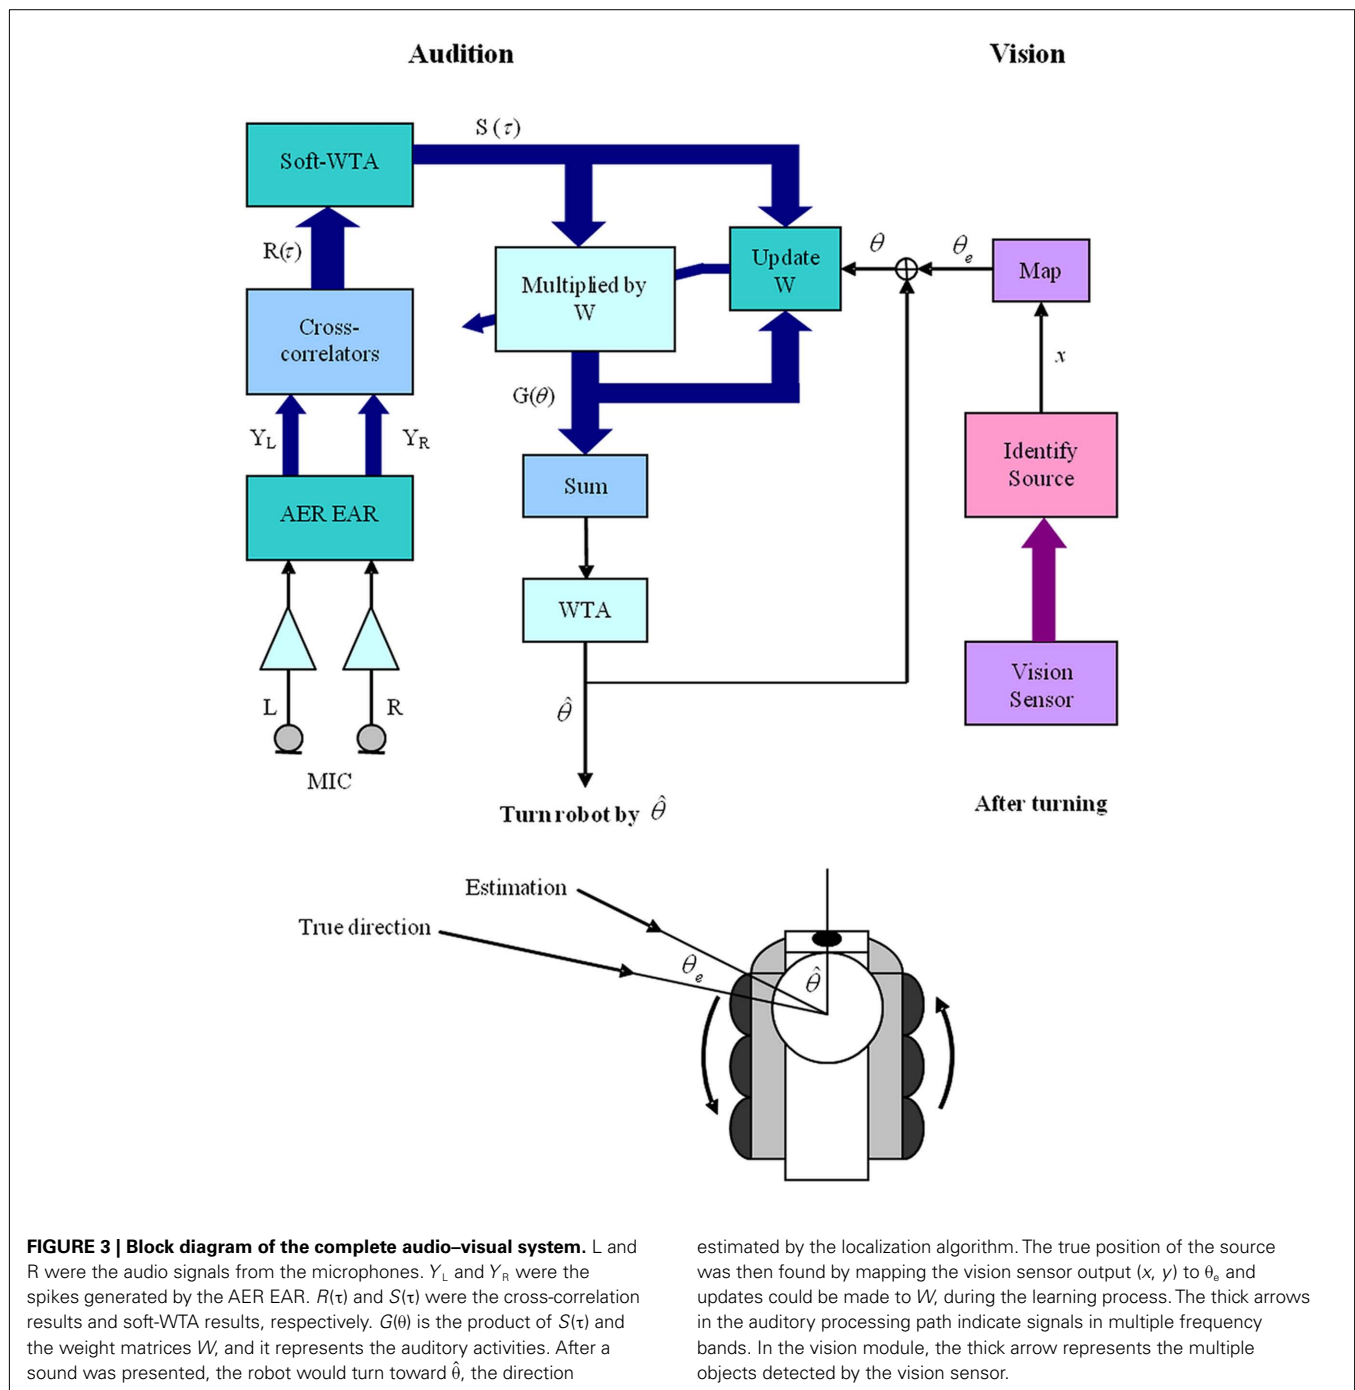 Audition
Vision
S (τ)
Soft-WTA
R(τ)
Update
W
θ
θe
Map
Multiplied by
W
Cross-
correlators
x
G(θ)
YL
YR
Identify
Source
Sum
AER EAR
WTA
Vision
Sensor
L
R
θ̂
MIC
After turning
Turn robot by θ̂
Estimation
True direction
θe
θ̂
FIGURE 3 | Block diagram of the complete audio–visual system. L and
R were the audio signals from the microphones. YL and YR were the
spikes generated by the AER EAR. R(τ) and S(τ) were the cross-correlation
results and soft-WTA results, respectively. G(θ) is the product of S(τ) and
the weight matrices W, and it represents the auditory activities. After a
sound was presented, the robot would turn toward θ̂, the direction
estimated by the localization algorithm. The true position of the source
was then found by mapping the vision sensor output (x, y) to θe and
updates could be made to W, during the learning process. The thick arrows
in the auditory processing path indicate signals in multiple frequency
bands. In the vision module, the thick arrow represents the multiple
objects detected by the vision sensor.